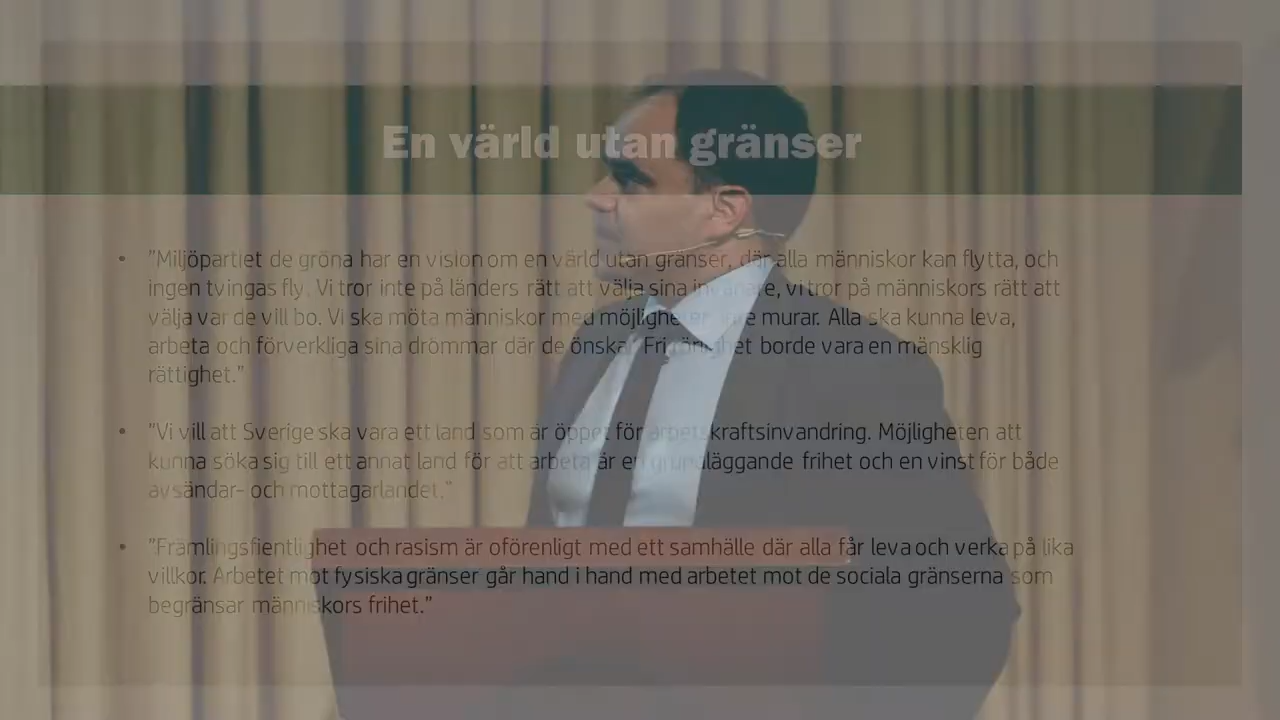 En värld utan gränser
• "Miljöpartiet de gröna har en vision om en värld utan gränser, där alla människor kan flytta, och
ingen tvingas fly. Vi tror inte på länders rätt att välja sina invånare, vi tror på människors rätt att
välja var de vill bo. Vi ska möta människor med möjligheter, inte murar. Alla ska kunna leva,
arbeta och förverkliga sina drömmar där de önskar. Fri rörlighet borde vara en mänsklig
rättighet."
• "Vi vill att Sverige ska vara ett land som är öppet för arbetskraftsinvandring. Möjligheten att
kunna söka sig till ett annat land för att arbeta är en grundläggande frihet och en vinst för både
avsändar- och mottagarlandet."
• "Främlingsfientlighet och rasism är oförenligt med ett samhälle där alla får leva och verka på lika
villkor. Arbetet mot fysiska gränser går hand i hand med arbetet mot de sociala gränserna som
begränsar människors frihet."